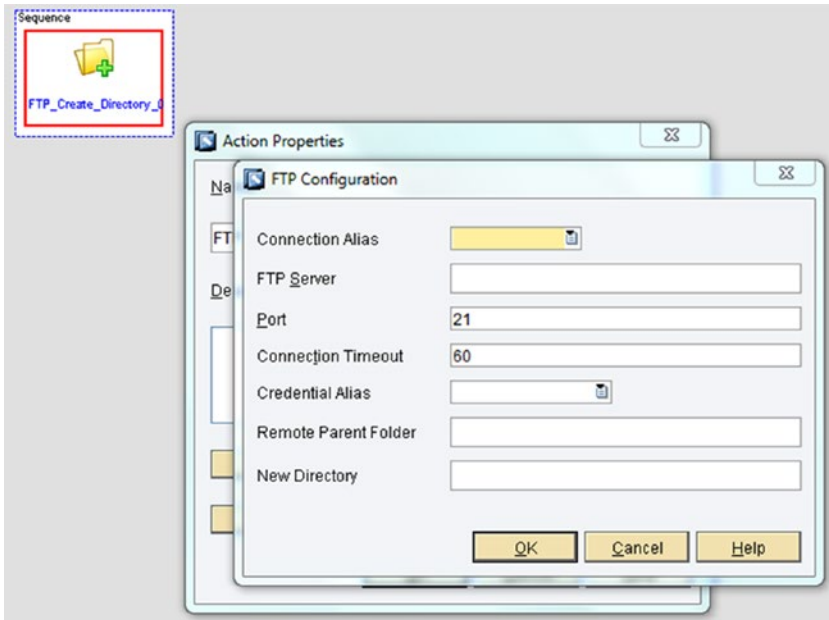 Sequence
FTP_Create_Directory_0
Action Properties
Na
FTP Configuration
FT
De
Connection Alias
FTP Server
Port
21
Connection Timeout
60
Credential Alias
Remote Parent Folder
New Directory
OK
Cancel
Help